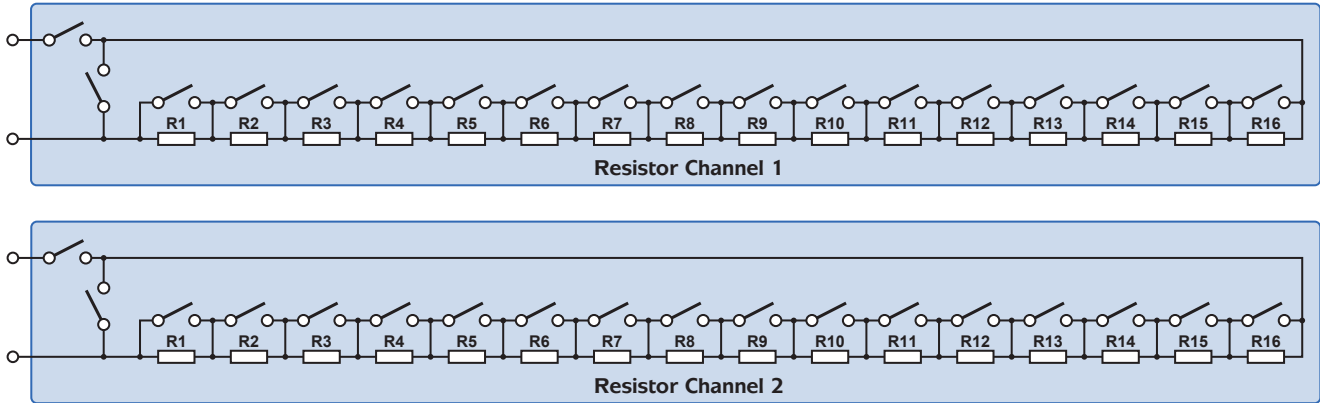 R1 R2 R3 R4 R5 R6 R7 R8 R9 R10 R11 R12 R13 R14 R15 R16
Resistor Channel 1
R1 R2 R3 R4 R5 R6 R7 R8 R9 R10 R11 R12 R13 R14 R15 R16
Resistor Channel 2